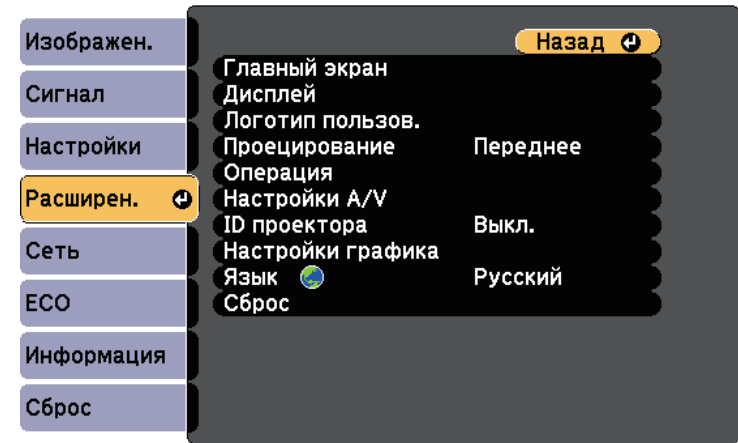 Изображен.
Сигнал
Настройки
Расширен.
Сеть
ECO
Информация
Сброс
Назад
Главный экран
Дисплей
Логотип пользов.
Проецирование Переднее
Операция
Настройки A/V
ID проектора Выкл.
Настройки графика
Язык Русский
Сброс